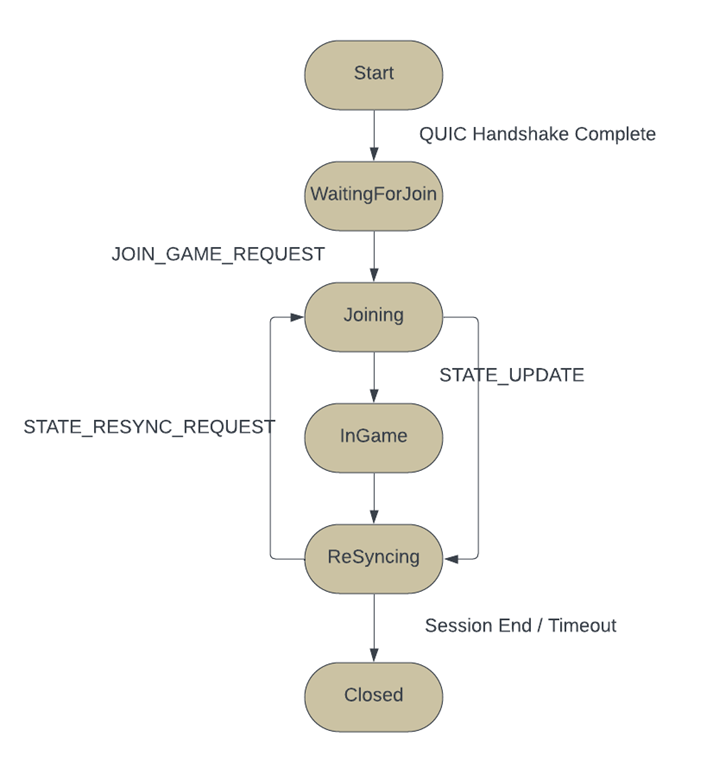 Start
QUIC Handshake Complete
WaitingForJoin
JOIN_GAME_REQUEST
Joining
STATE_UPDATE
STATE_RESYNC_REQUEST
InGame
ReSyncing
Session End / Timeout
Closed